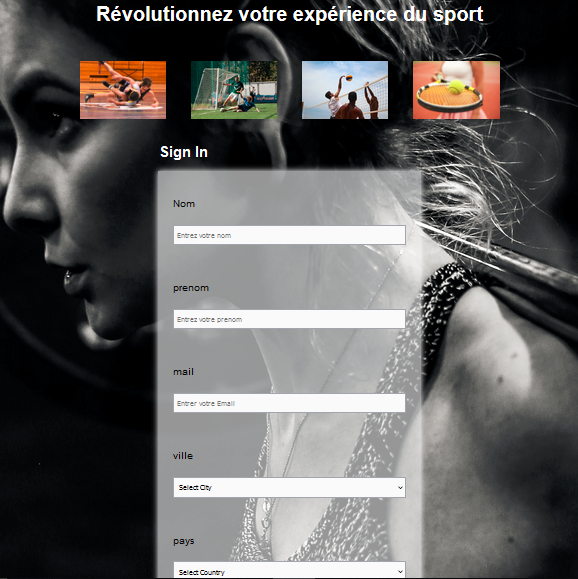 Révolutionnez votre expérience du sport
Sign In
Nom
Entrez votre nom
prenom
Entrez votre prenom
mail
Entrer votre Email
ville
Select City
pays
Select Country